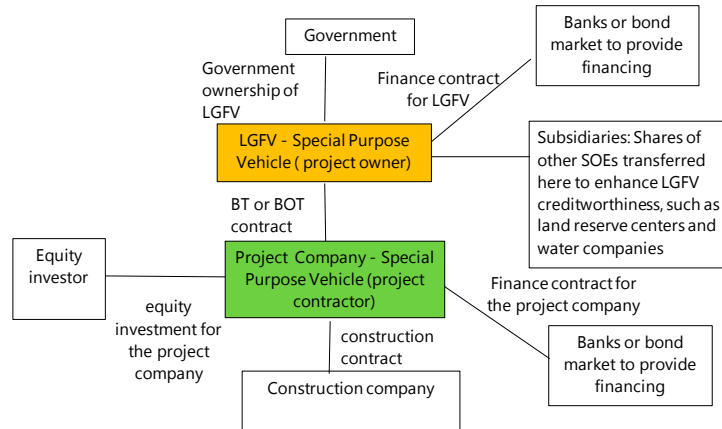 Government
Banks or bond
market to provide
financing
Government
ownership of
LGFV
Finance contract
for LGFV
LGFV - Special Purpose
Vehicle ( project owner)
Subsidiaries: Shares of
other SOEs transferred
here to enhance LGFV
creditworthiness, such as
land reserve centers and
water companies
BT or BOT
contract
Equity
investor
Project Company - Special
Purpose Vehicle (project
contractor)
Finance contract for
the project company
equity
investment for
the project
company
construction
contract
Banks or bond
market to provide
financing
Construction company